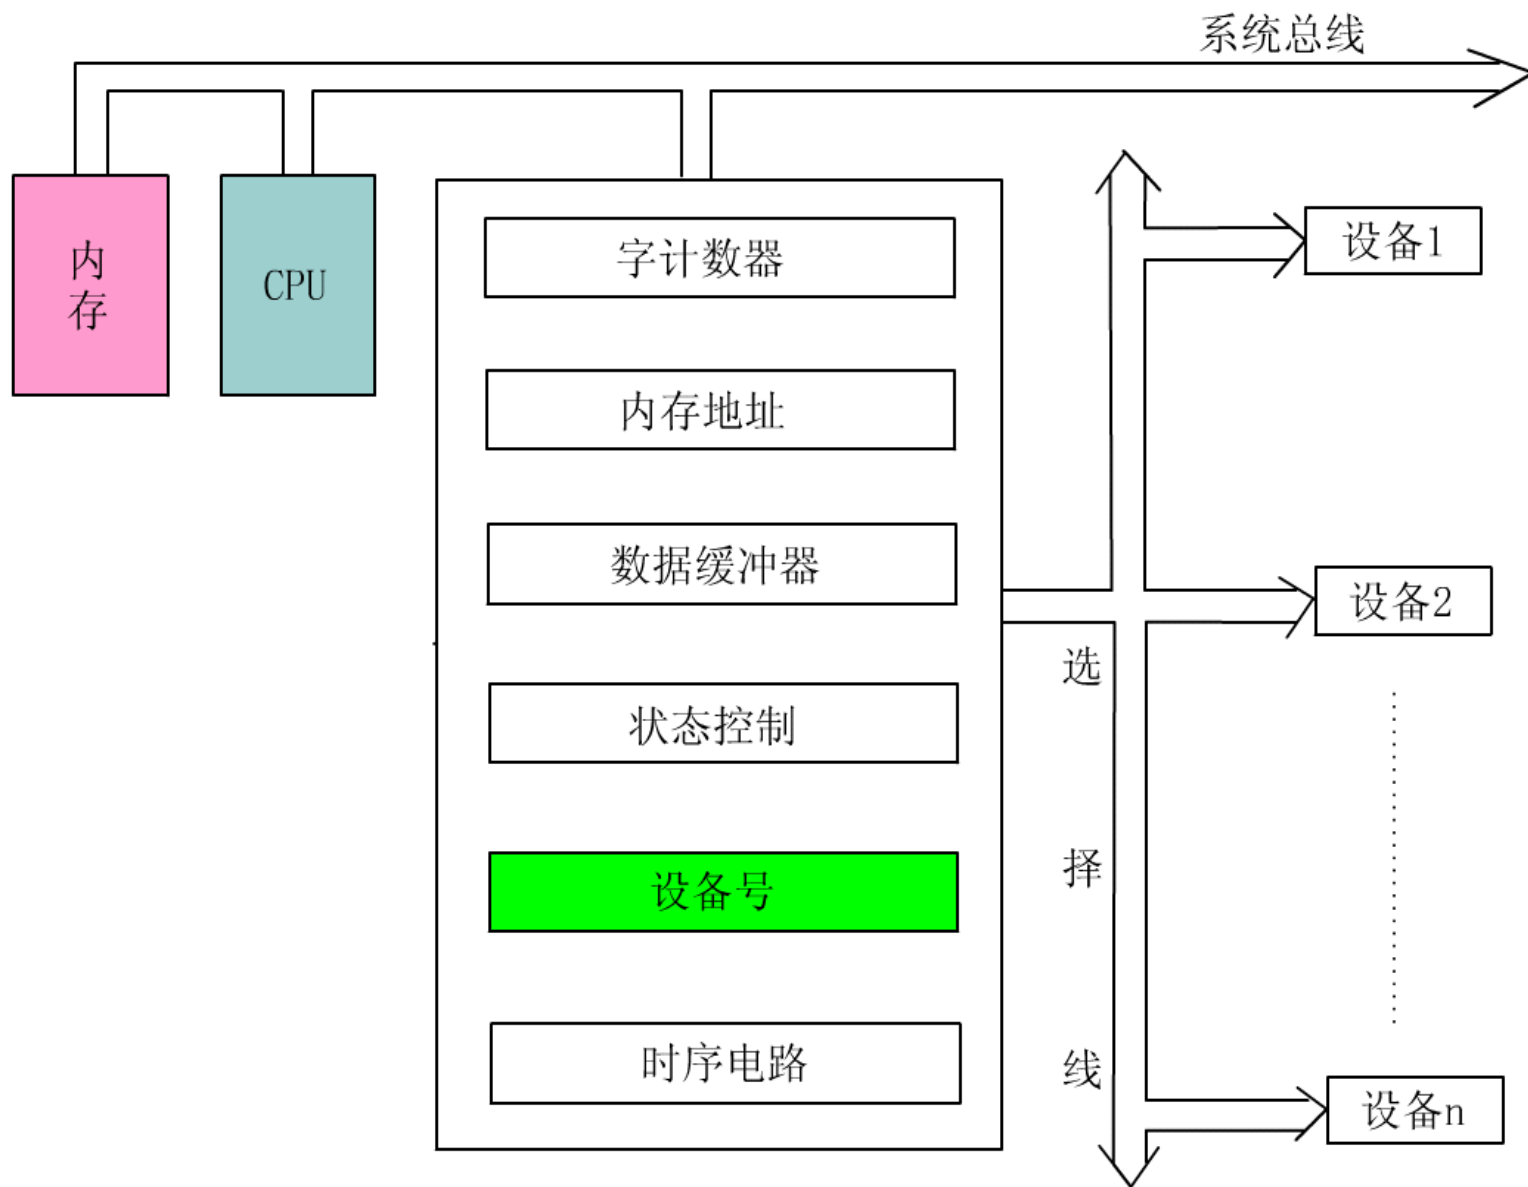 系统总线
内存
CPU
字计数器
内存地址
数据缓冲器
状态控制
设备号
时序电路
选择线
设备1
设备2
设备n